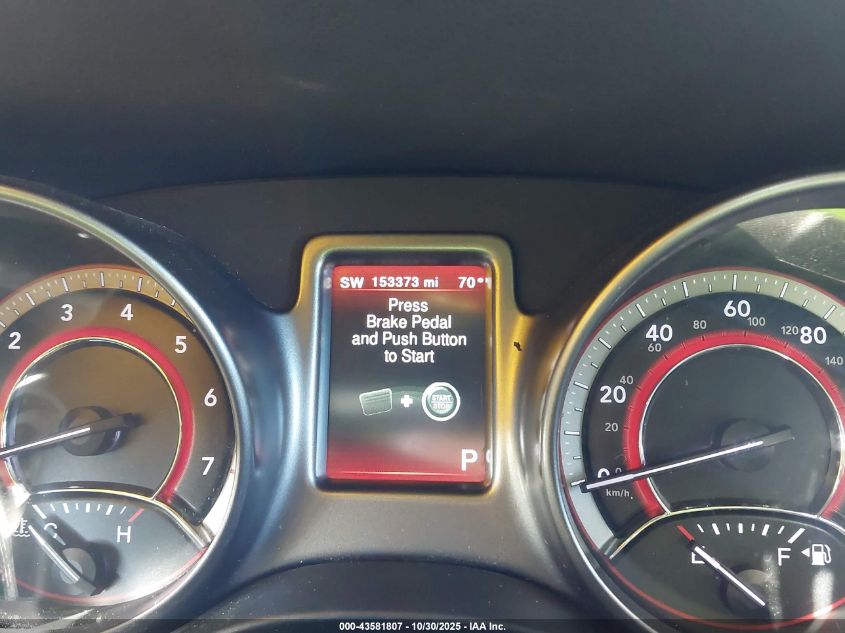 SW 153373 mi 70°
Press
Brake Pedal
and Push Button
to Start
START
STOP
P
2 3 4 5 6 7
C H
0 20 40 60 80
20 40 60 80 100 120 140
km/h
E F
000-43581807 - 10/30/2025 - IAA Inc.